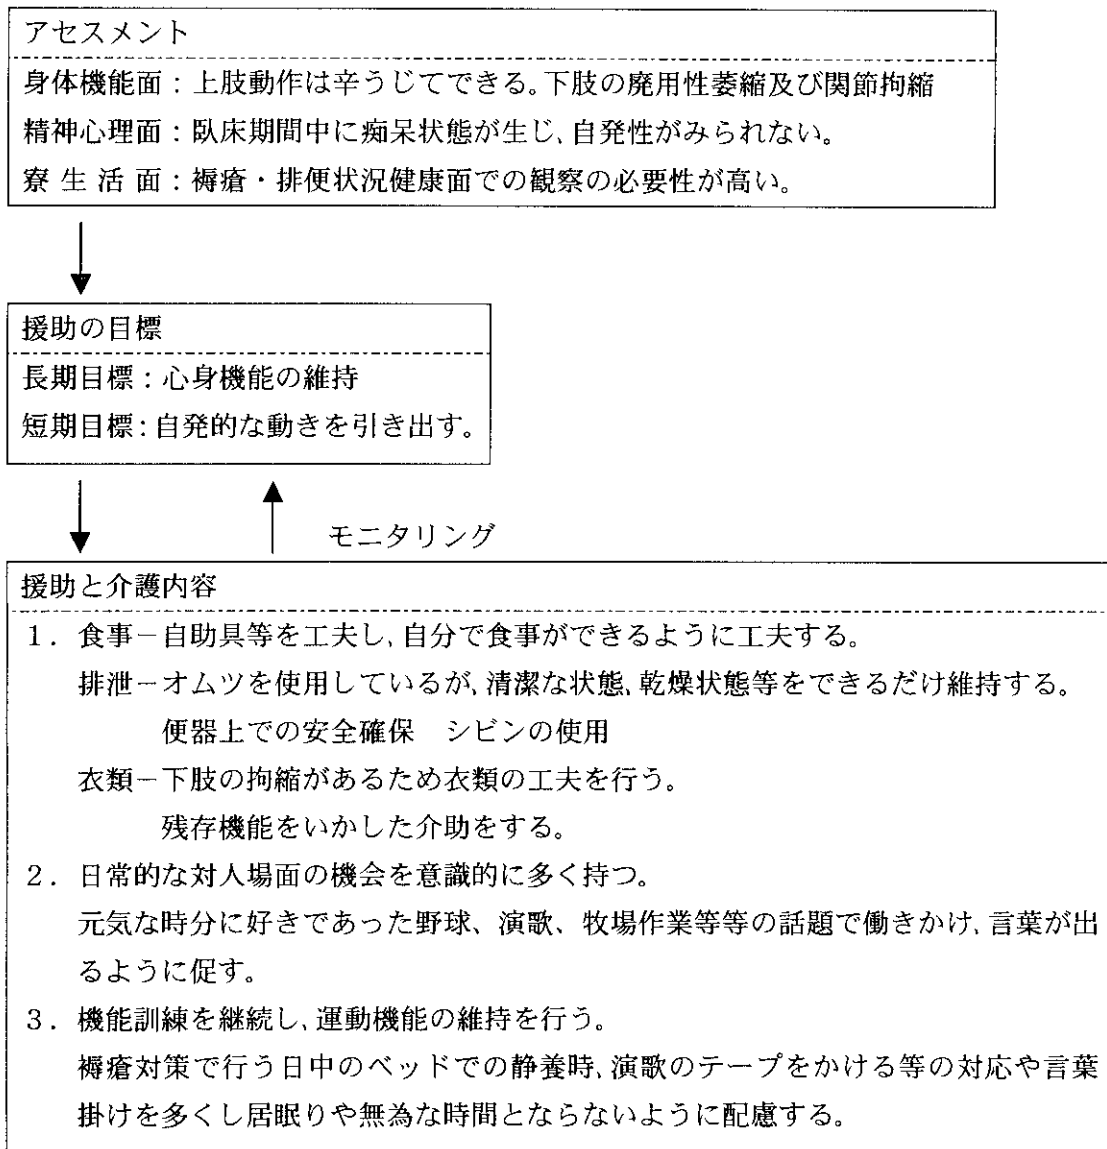 アセスメント
身体機能面：上肢動作は辛うじてできる。下肢の廃用性萎縮及び関節拘縮
精神心理面：臥床期間中に痴呆状態が生じ、自発性がみられない。
寮生活面：褥瘡・排便状況健康面での観察の必要性が高い。
援助の目標
長期目標：心身機能の維持
短期目標：自発的な動きを引き出す。
モニタリング
援助と介護内容
１．食事－自助具等を工夫し、自分で食事ができるように工夫する。
排泄－オムツを使用しているが、清潔な状態、乾燥状態等をできるだけ維持する。
便器上での安全確保　シビンの使用
衣類－下肢の拘縮があるため衣類の工夫を行う。
残存機能をいかした介助をする。
２．日常的な対人場面の機会を意識的に多く持つ。
元気な時分に好きであった野球、演歌、牧場作業等等の話題で働きかけ、言葉が出
るように促す。
３．機能訓練を継続し、運動機能の維持を行う。
褥瘡対策で行う日中のベッドでの静養時、演歌のテープをかける等の対応や言葉
掛けを多くし居眠りや無為な時間とならないように配慮する。